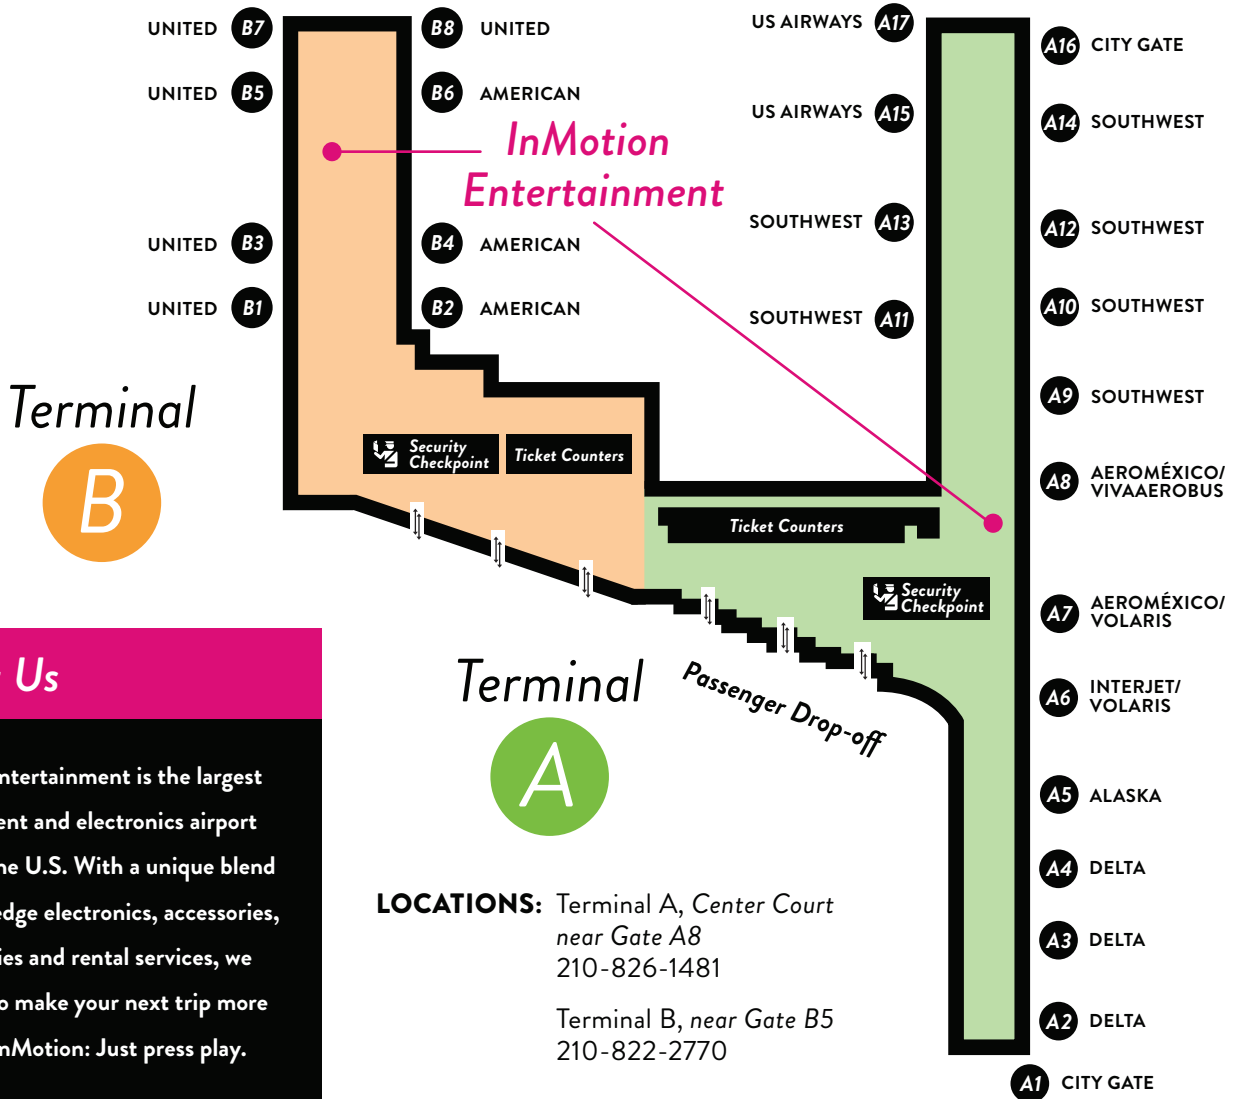 UNITED B7
B8 UNITED
US AIRWAYS A17
A16 CITY GATE
UNITED B5
B6 AMERICAN
US AIRWAYS A15
A14 SOUTHWEST
InMotion
Entertainment
UNITED B3
B4 AMERICAN
SOUTHWEST A13
A12 SOUTHWEST
UNITED B1
B2 AMERICAN
SOUTHWEST A11
A10 SOUTHWEST
A9 SOUTHWEST
Terminal
B
Security
Checkpoint
Ticket Counters
A8 AEROMÉXICO/
VIVAAEROBUS
Ticket Counters
Security
Checkpoint
A7 AEROMÉXICO/
VOLARIS
Terminal
A
Passenger Drop-off
A6 INTERJET/
VOLARIS
A5 ALASKA
A4 DELTA
A3 DELTA
A2 DELTA
A1 CITY GATE
Us
ntertainment is the largest
ent and electronics airport
he U.S. With a unique blend
edge electronics, accessories,
ies and rental services, we
o make your next trip more
nMotion: Just press play.
LOCATIONS: Terminal A, Center Court
near Gate A8
210-826-1481
Terminal B, near Gate B5
210-822-2770